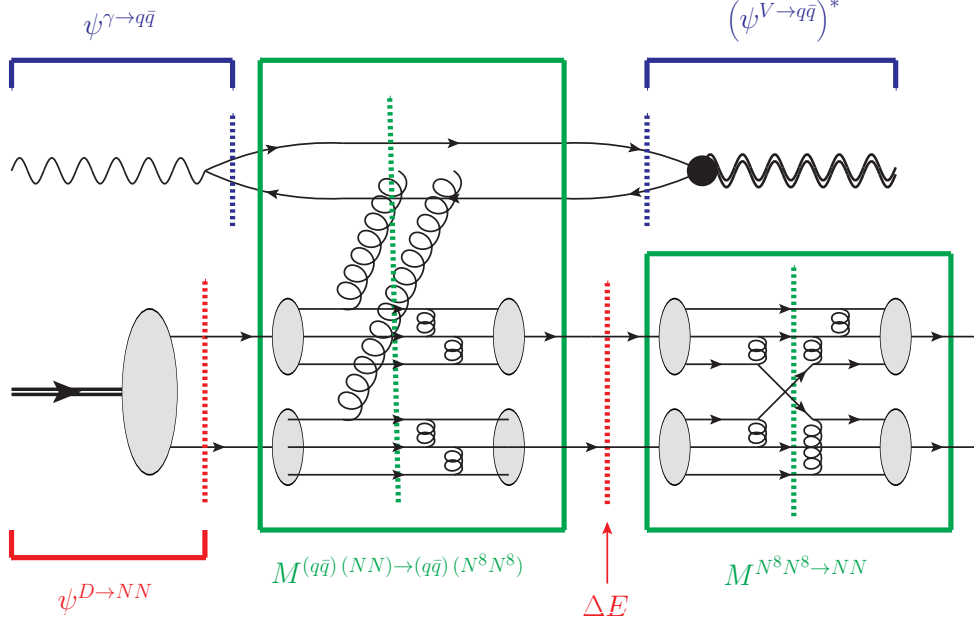 ψ^{γ→qq̄}
(ψ^{V→qq̄})^*
M^{(qq̄)(NN)→(qq̄)(N^8N^8)}
M^{N^8N^8→NN}
ψ^{D→NN}
ΔE